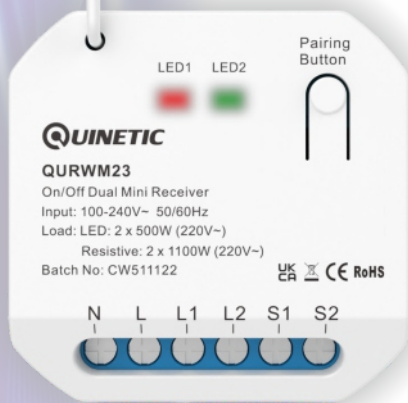 Pairing
Button
LED1 LED2
QUINETIC
QURWM23
On/Off Dual Mini Receiver
Input: 100-240V~ 50/60Hz
Load: LED: 2 x 500W (220V~)
Resistive: 2 x 1100W (220V~)
Batch No: CW511122
UK
CA CE RoHS
N L L1 L2 S1 S2